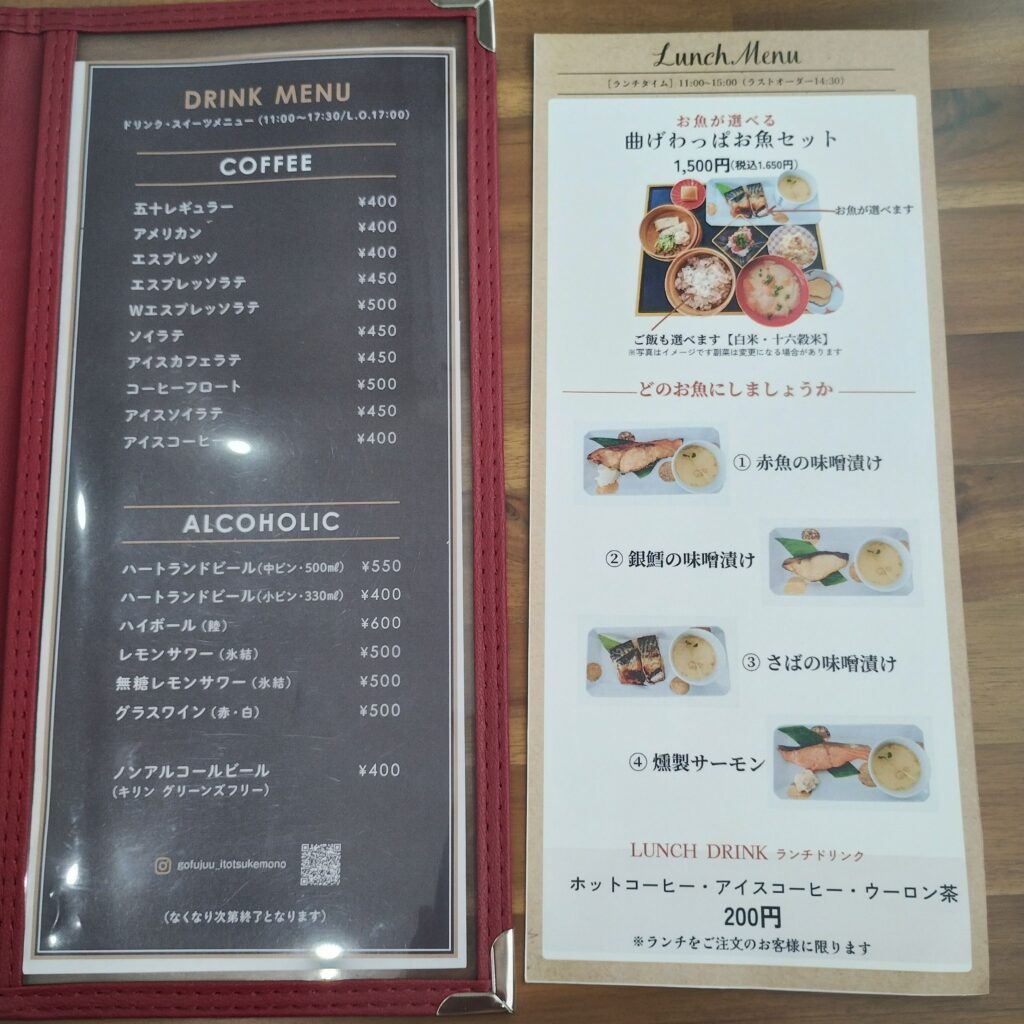 DRINK MENU
ドリンク・スイーツメニュー (11:00〜17:30/L.O.17:00)
COFFEE
五十レギュラー ¥400
アメリカン ¥400
エスプレッソ ¥400
エスプレッソラテ ¥450
Wエスプレッソラテ ¥500
ソイラテ ¥450
アイスカフェラテ ¥450
コーヒーフロート ¥500
アイスソイラテ ¥450
アイスコーヒー ¥400
ALCOHOLIC
ハートランドビール(中ビン・500㎖) ¥550
ハートランドビール(小ビン・330㎖) ¥400
ハイボール(陸) ¥600
レモンサワー(氷結) ¥500
無糖レモンサワー(氷結) ¥500
グラスワイン(赤・白) ¥500
ノンアルコールビール ¥400
(キリン グリーンズフリー)
gofujuu_itotsukemono
(なくなり次第終了となります)
Lunch Menu
[ランチタイム] 11:00~15:00 (ラストオーダー14:30)
お魚が選べる
曲げわっぱお魚セット
1,500円(税込1.650円)
お魚が選べます
ご飯も選べます【白米・十六穀米】
※写真はイメージです副菜は変更になる場合があります
どのお魚にしましょうか
① 赤魚の味噌漬け
② 銀鱈の味噌漬け
③ さばの味噌漬け
④ 燻製サーモン
LUNCH DRINK ランチドリンク
ホットコーヒー・アイスコーヒー・ウーロン茶
200円
※ランチをご注文のお客様に限ります